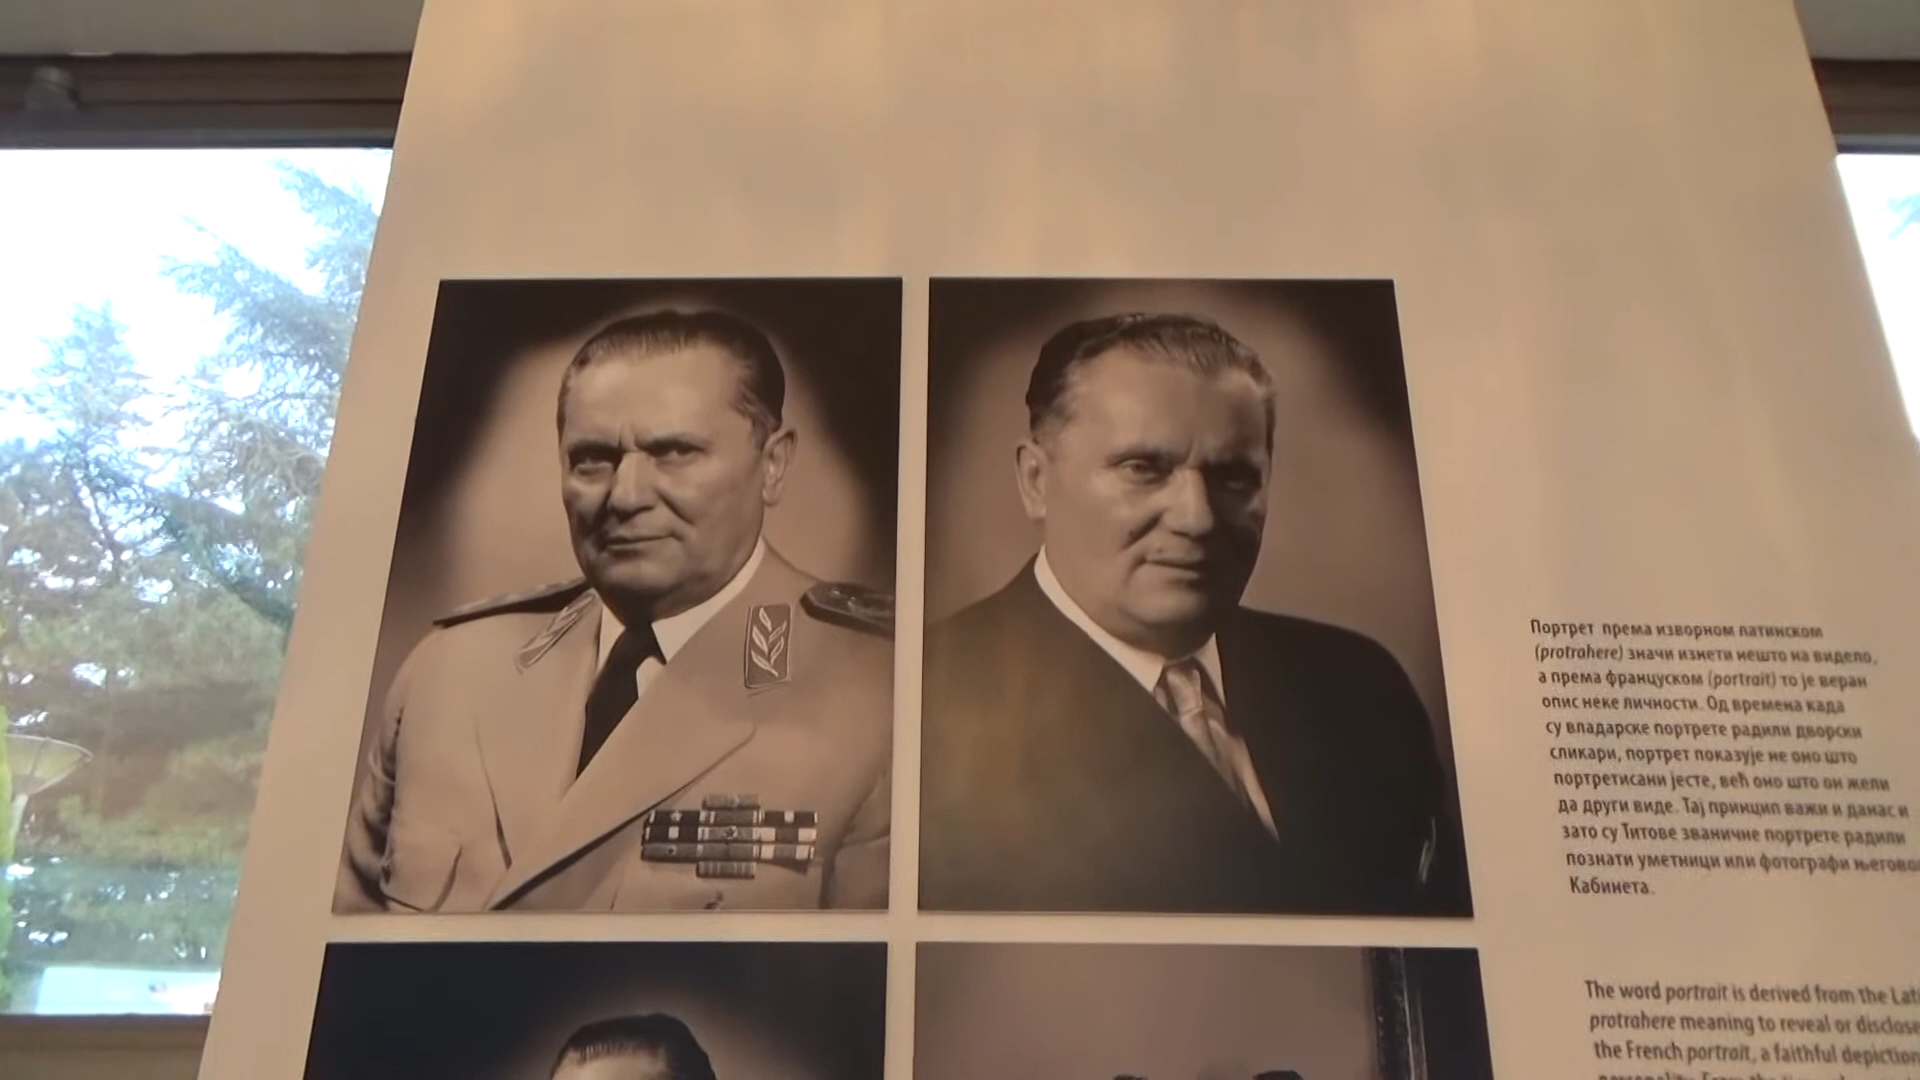 Портрет према изворном латинском
(protrahere) значи изнети нешто на видело,
а према француском (portrait) то је веран
опис неке личности. Од времена када
су владарске портрете радили дворски
сликари, портрет показује не оно што
портретисани јесте, већ оно што он жели
да други виде. Тај принцип важи и данас и
зато су Титове званичне портрете радили
познати уметници или фотографи његово
Кабинета.
The word portrait is derived from the Lat
protrahere meaning to reveal or disclose
the French portrait, a faithful depiction